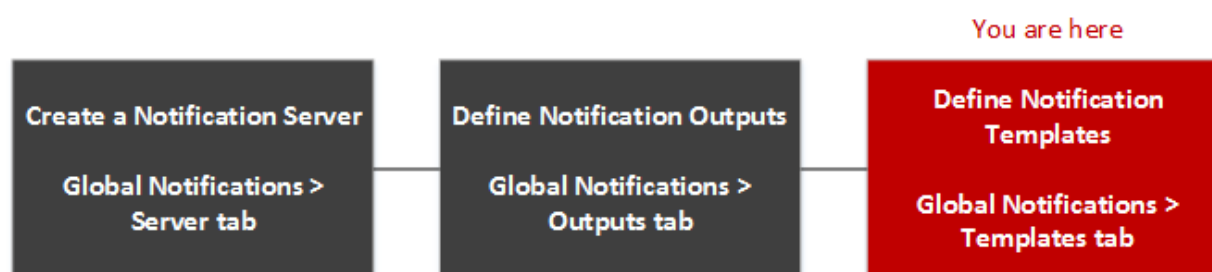 You are here
Create a Notification Server
Global Notifications >
Server tab
Define Notification Outputs
Global Notifications >
Outputs tab
Define Notification
Templates
Global Notifications >
Templates tab